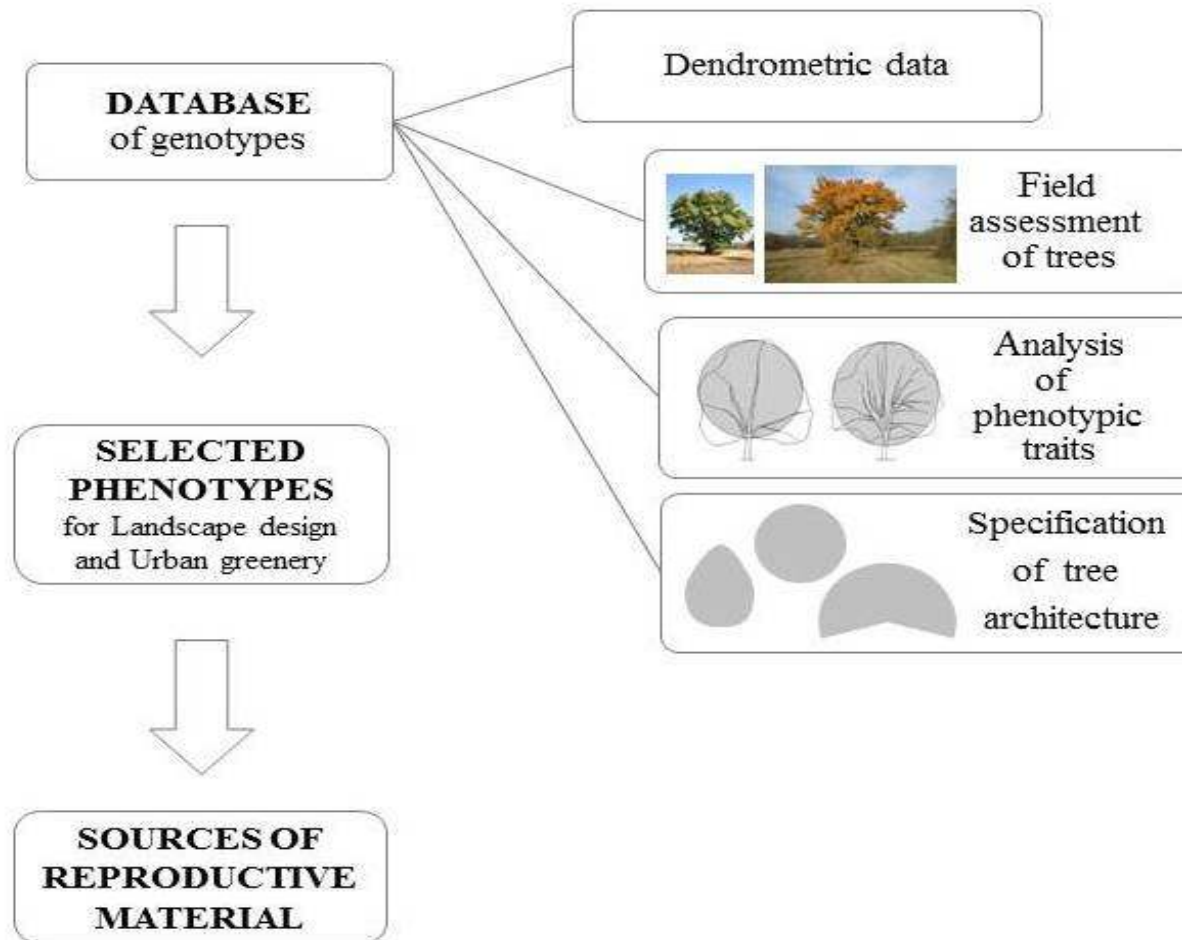 DATABASE
of genotypes
Dendrometric data
Field
assessment
of trees
Analysis
of
phenotypic
traits
Specification
of tree
architecture
SELECTED
PHENOTYPES
for Landscape design
and Urban greenery
SOURCES OF
REPRODUCTIVE
MATERIAL